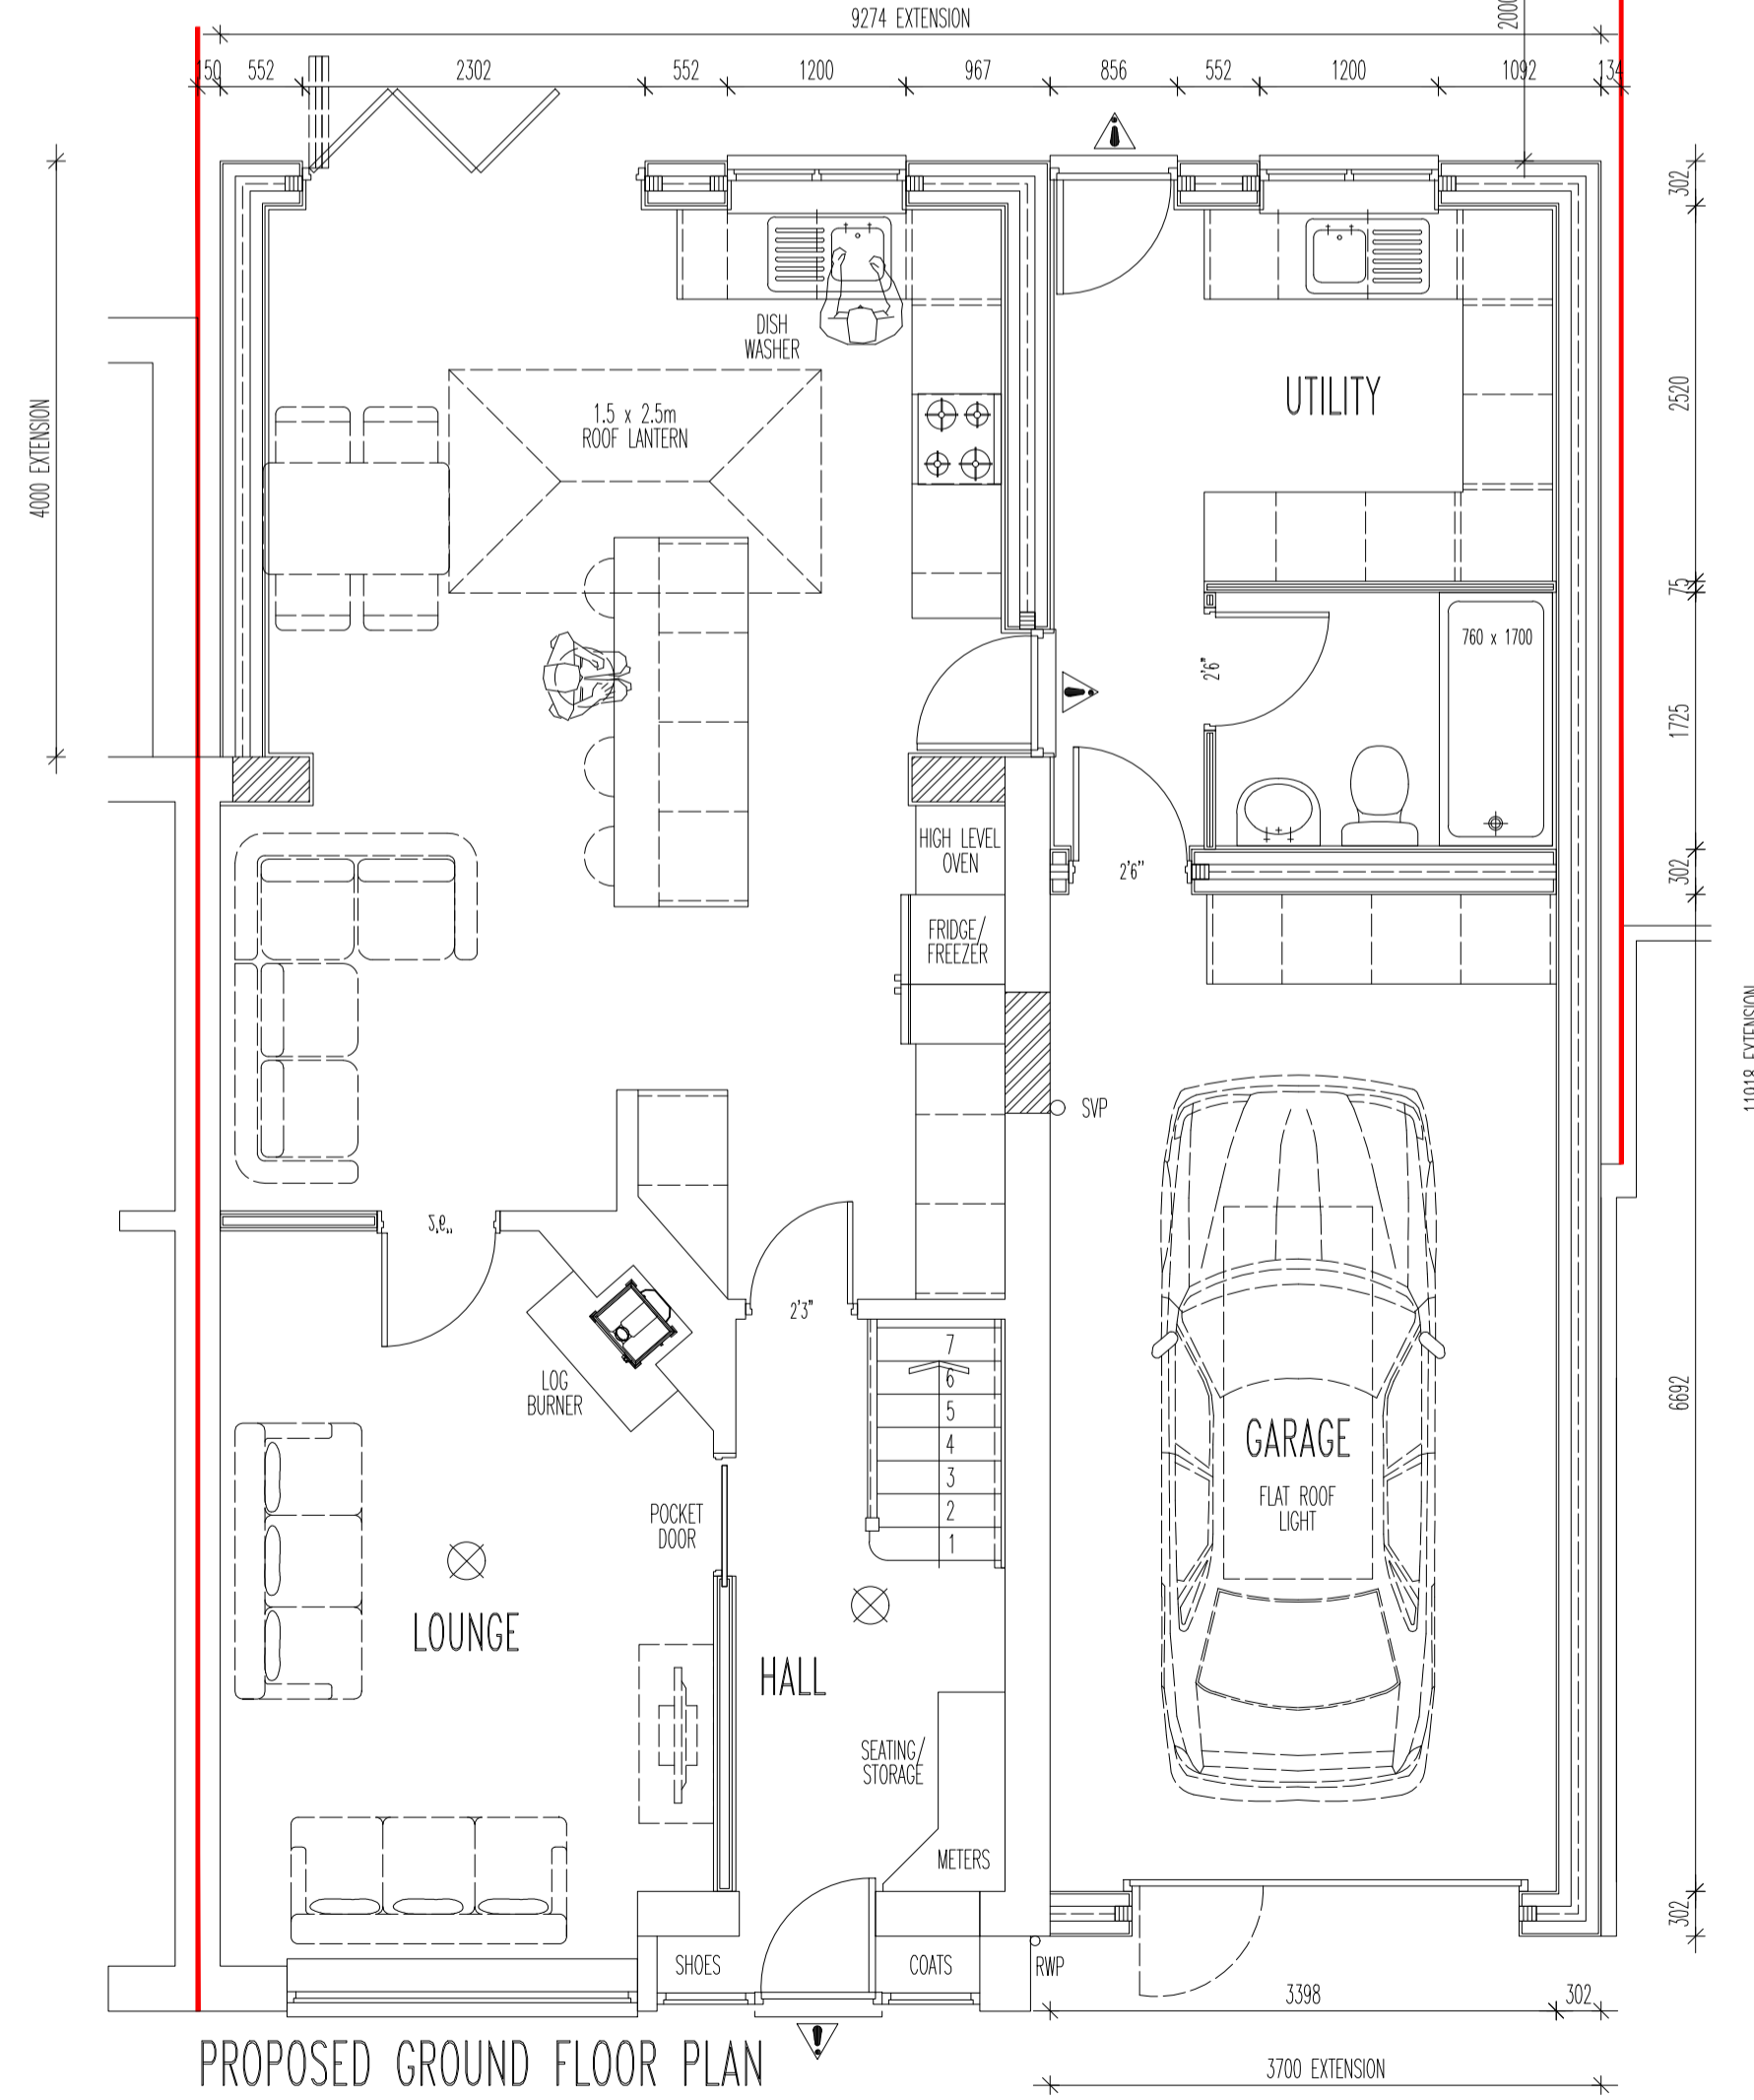 9274 EXTENSION
2000
150 552 2302 552 1200 967 856 552 1200 1092 134
302
DISH
WASHER
UTILITY
1.5 x 2.5m
ROOF LANTERN
2520
4000 EXTENSION
75
760 x 1700
2'6"
1725
HIGH LEVEL
OVEN
2'6"
302
FRIDGE/
FREEZER
11018 EXTENSION
SVP
2'9"
2'3"
7
6
5
4
3
2
1
LOG
BURNER
6692
GARAGE
FLAT ROOF
LIGHT
POCKET
DOOR
LOUNGE
HALL
SEATING/
STORAGE
METERS
302
SHOES
COATS
RWP
3398 302
PROPOSED GROUND FLOOR PLAN
3700 EXTENSION